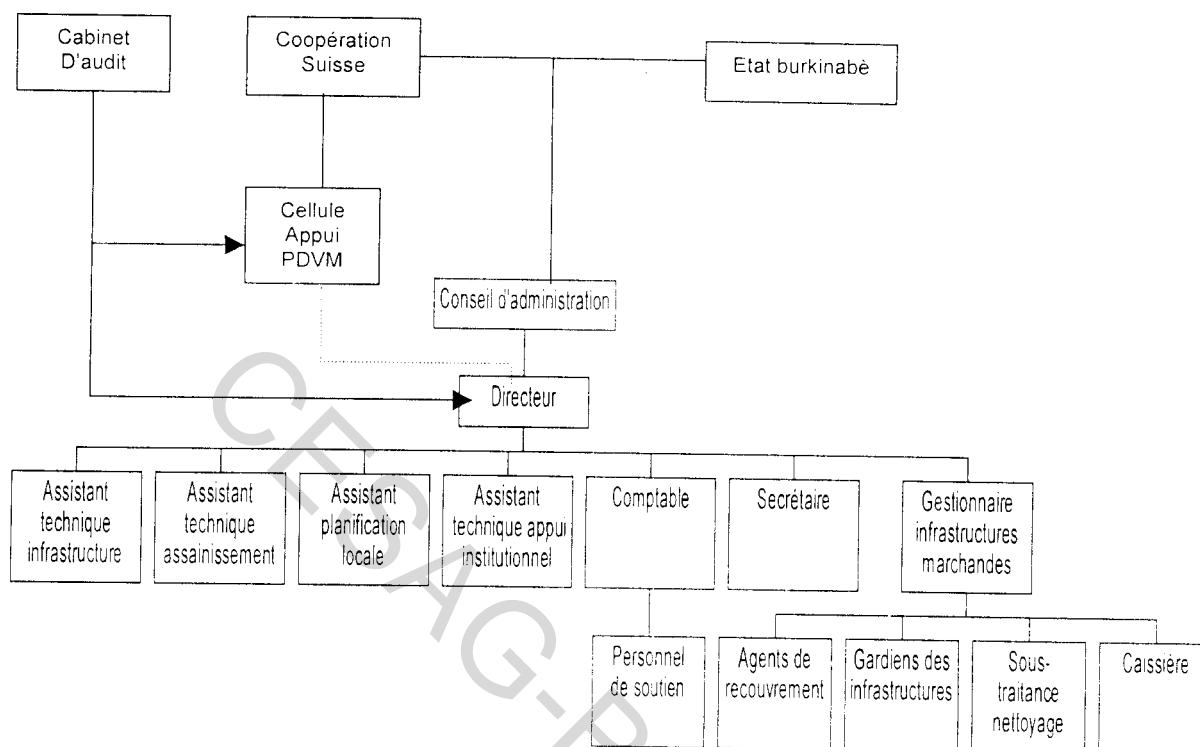 Cabinet
D'audit
Coopération
Suisse
Etat burkinabè
Cellule
Appui
PDVM
Conseil d'administration
Directeur
Assistant
technique
infrastructure
Assistant
technique
assainissement
Assistant
planification
locale
Assistant
technique appui
institutionnel
Comptable
Secrétaire
Gestionnaire
infrastructures
marchandes
Personnel
de soutien
Agents de
recouvrement
Gardiens des
infrastructures
Sous-
traitance
nettoyage
Caissière
CESAG-